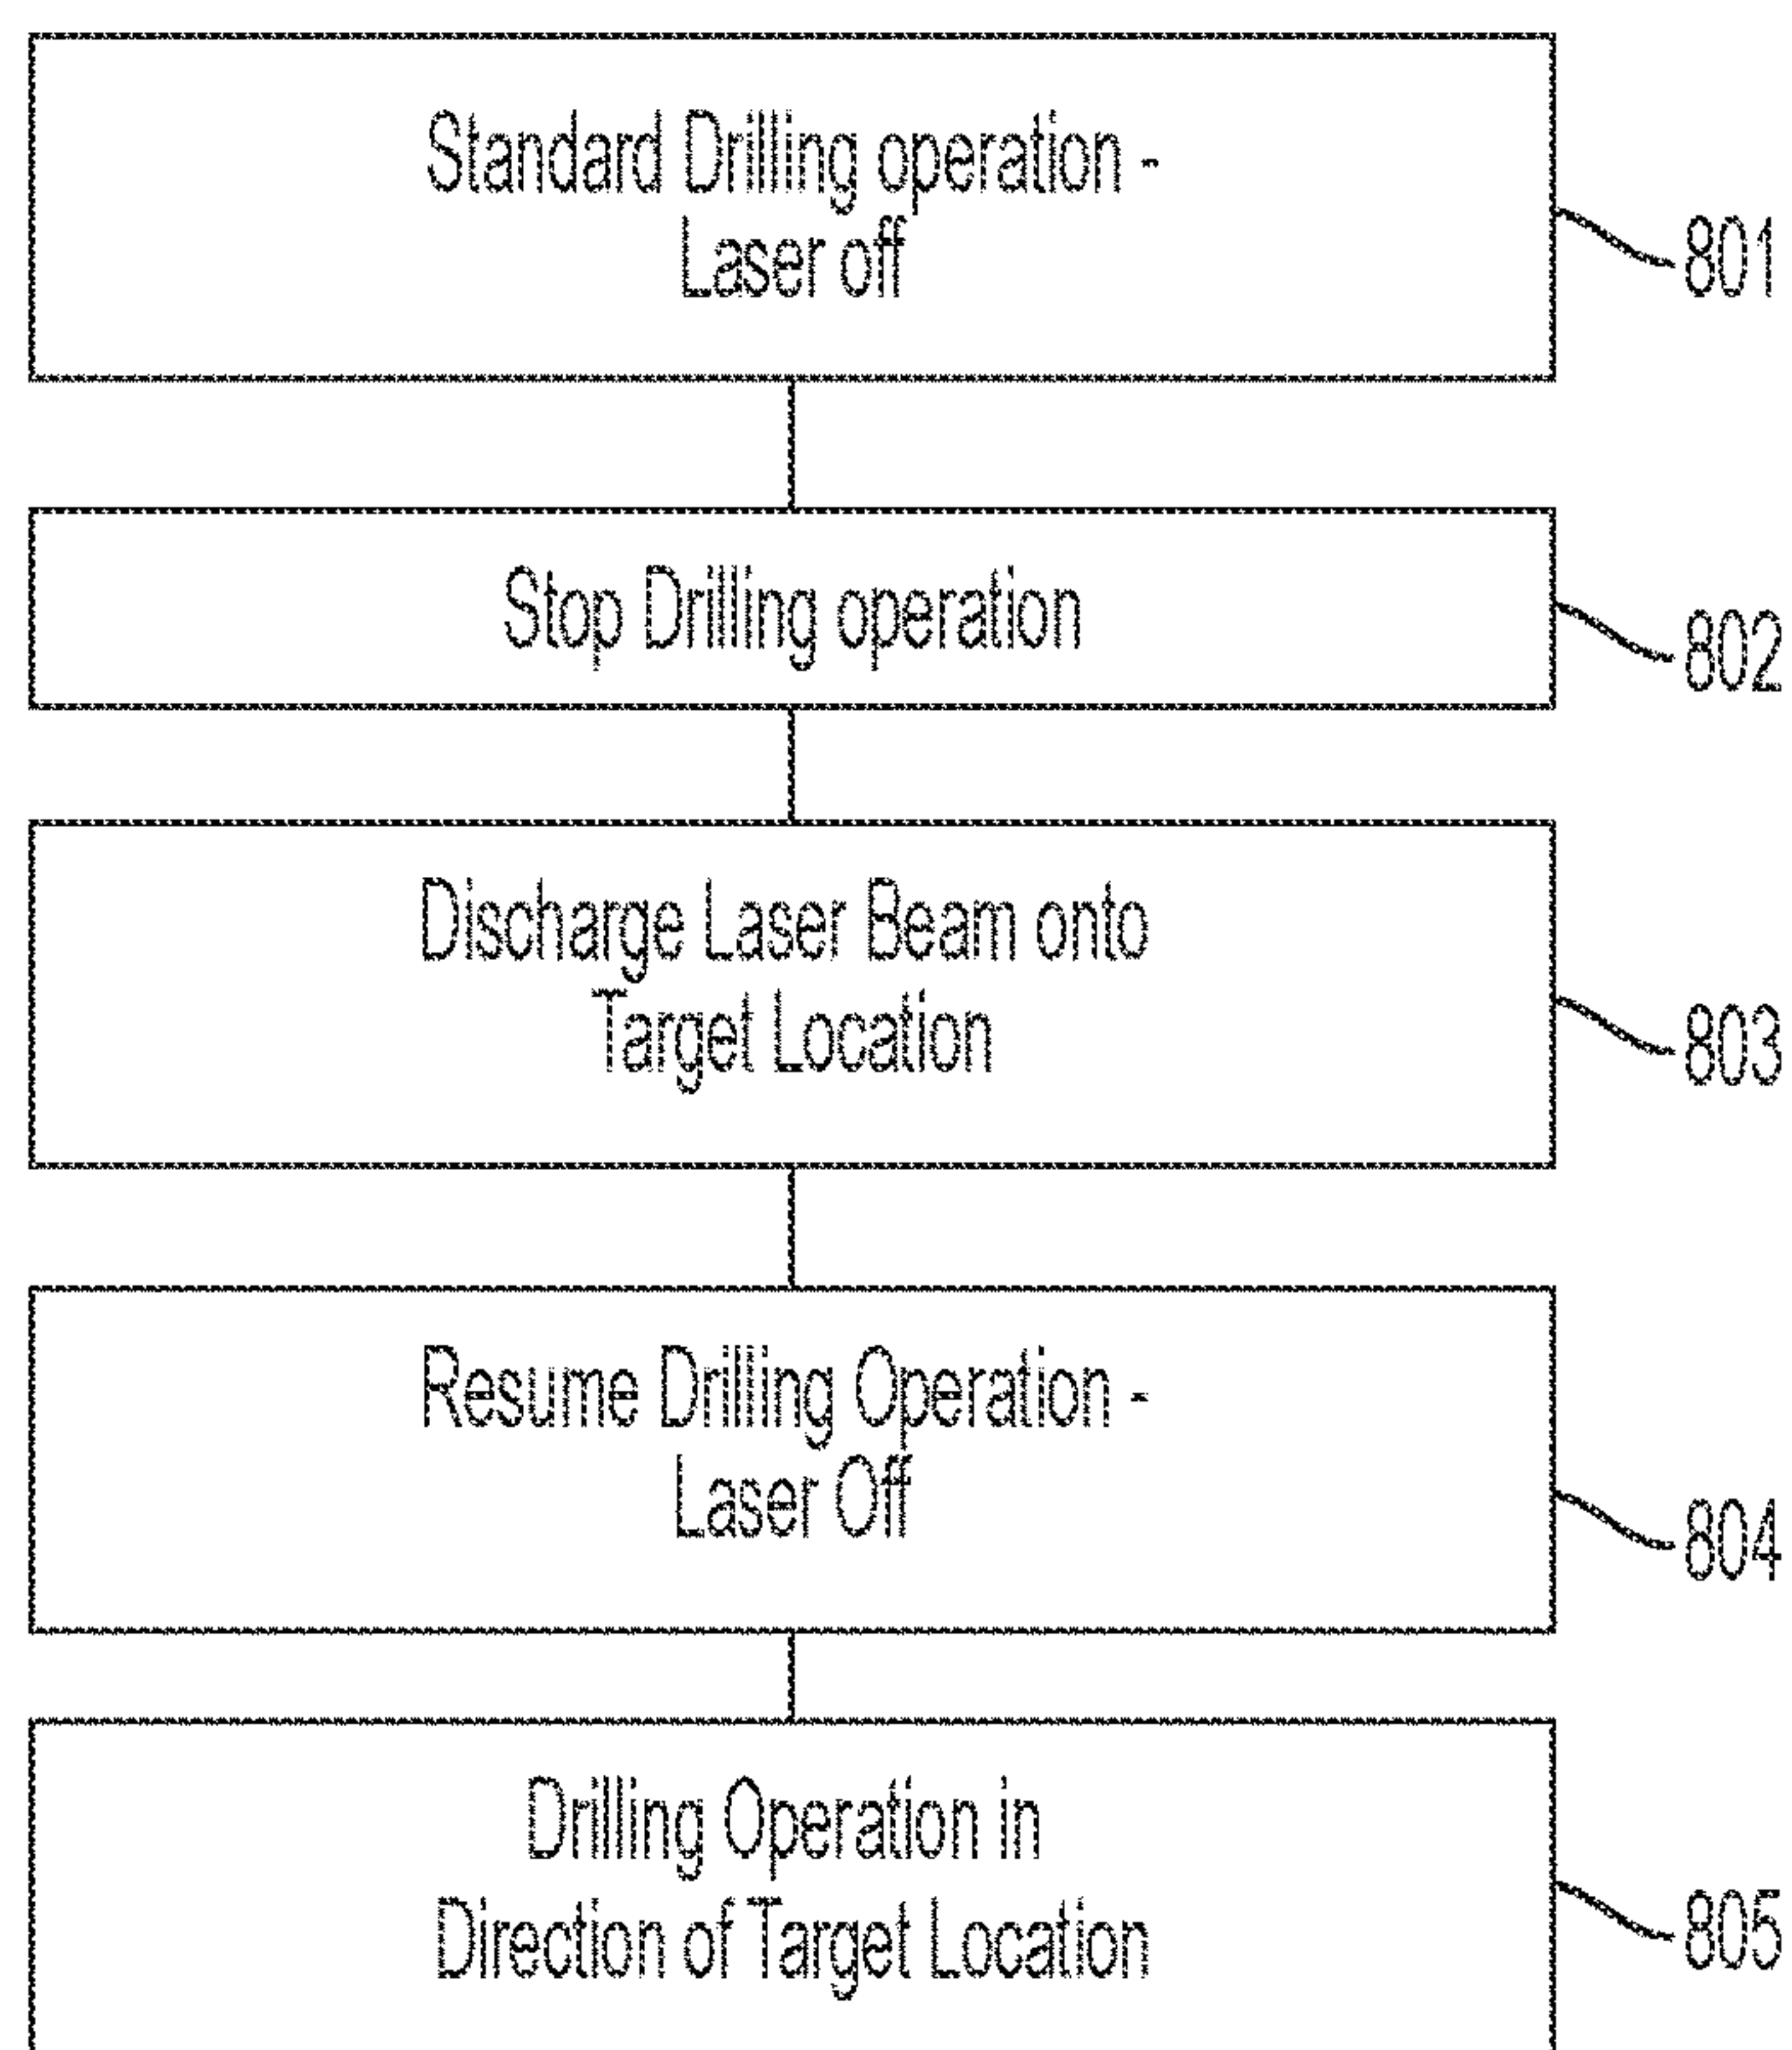 Standard Drilling operation -
Laser off
801
Stop Drilling operation
802
Discharge Laser Beam onto
Target Location
803
Resume Drilling Operation -
Laser Off
804
Drilling Operation in
Direction of Target Location
805